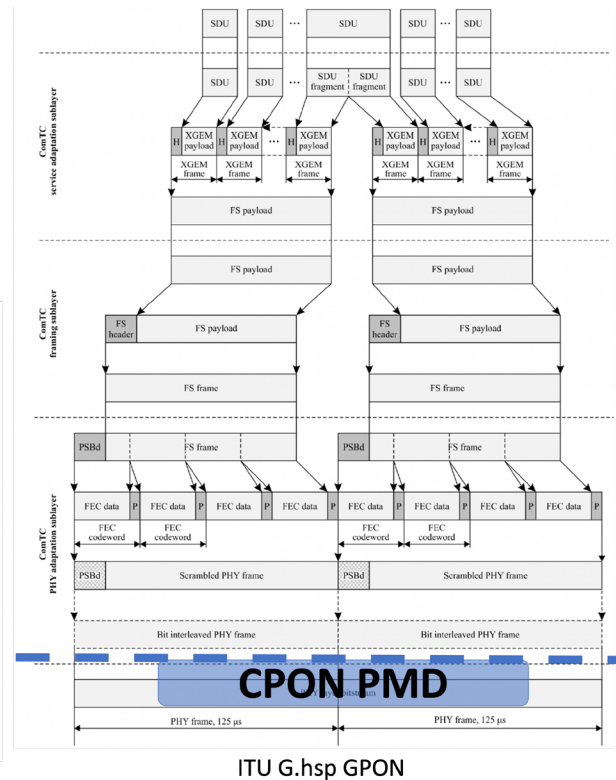 SDU SDU ... SDU SDU ... SDU
SDU SDU ... SDU fragment SDU fragment SDU ... SDU
ComTC
service adaptation sublayer
H XGEM payload H XGEM payload ... H XGEM payload H XGEM payload H XGEM payload ... H XGEM payload
XGEM frame XGEM frame XGEM frame XGEM frame XGEM frame XGEM frame
FS payload FS payload
FS payload FS payload
ComTC
framing sublayer
FS header FS payload FS header FS payload
FS frame FS frame
PSBd FS frame PSBd FS frame
ComTC
PHY adaptation sublayer
FEC data P FEC data P FEC data P FEC data P FEC data P FEC data P FEC data P FEC data P
FEC codeword FEC codeword FEC codeword FEC codeword
PSBd Scrambled PHY frame PSBd Scrambled PHY frame
Bit interleaved PHY frame Bit interleaved PHY frame
CPON PMD
PHY frame, 125 µs PHY frame, 125 µs
ITU G.hsp GPON